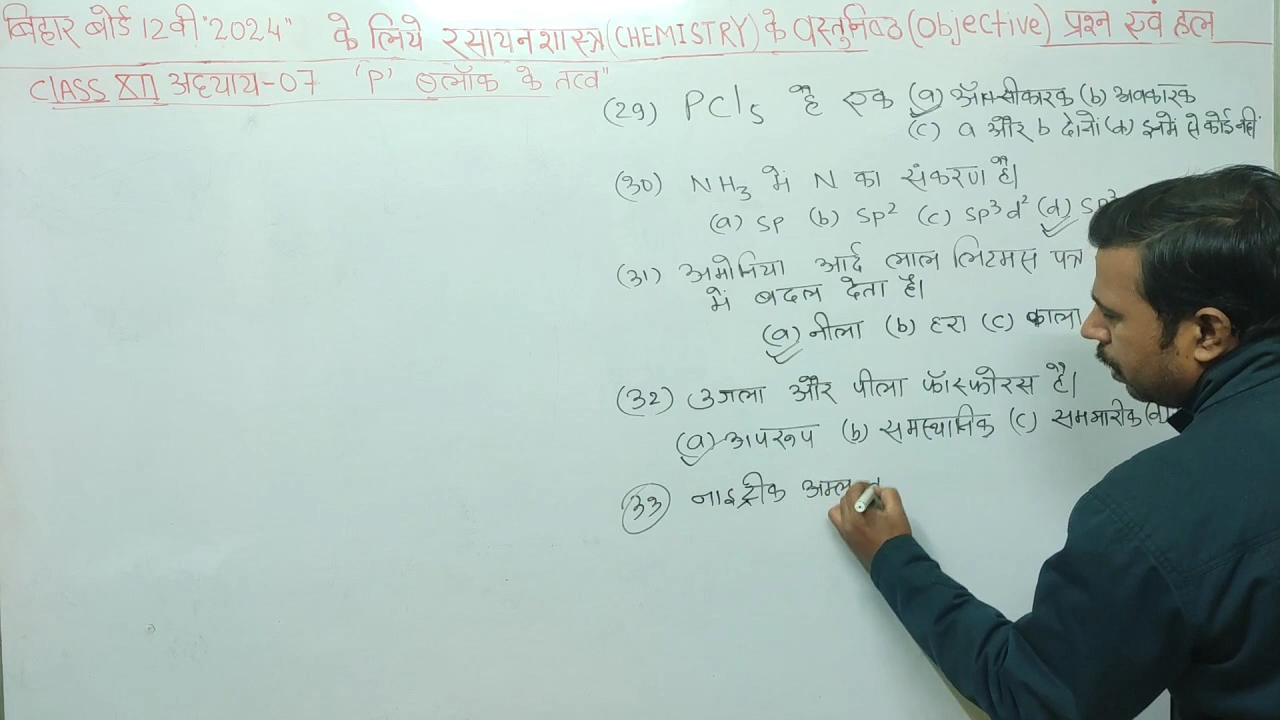 बिहार बोर्ड 12वी "2024" के लिये रसायनशास्त्र (CHEMISTRY) के वस्तुनिष्ठ (Objective) प्रश्न एवं हल
CLASS XII अध्याय-07 'P' ब्लॉक के तत्व"
(29) PCl5 है एक (a) ऑक्सीकारक (b) अवकारक
(c) a और b दोनों (d) इनमें से कोई नहीं
(30) NH3 में N का संकरण है।
(a) sp (b) sp2 (c) sp3d2 (d) sp3
(31) अमोनिया आर्द लाल लिटमस पत्र
में बदल देता है।
(a) नीला (b) हरा (c) काला
(32) उजला और पीला फॉस्फोरस है।
(a) अपरूप (b) समस्थानिक (c) समभारीक (d)
(33) नाइट्रीक अम्ल